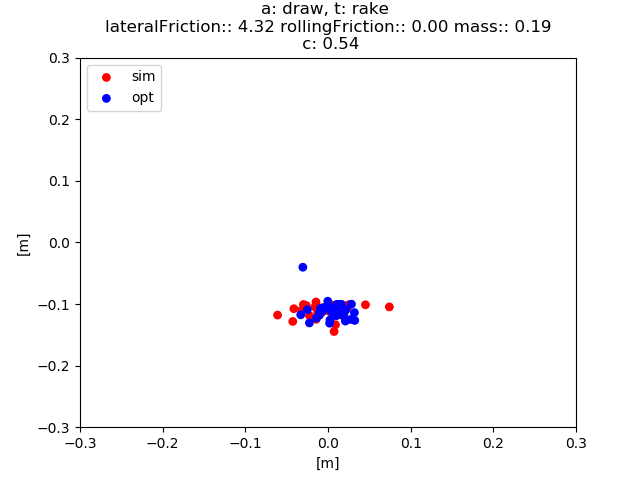 a: draw, t: rake
lateralFriction:: 4.32 rollingFriction:: 0.00 mass:: 0.19
c: 0.54
sim
opt
0.3
0.2
0.1
0.0
−0.1
−0.2
−0.3
[m]
−0.3 −0.2 −0.1 0.0 0.1 0.2 0.3
[m]